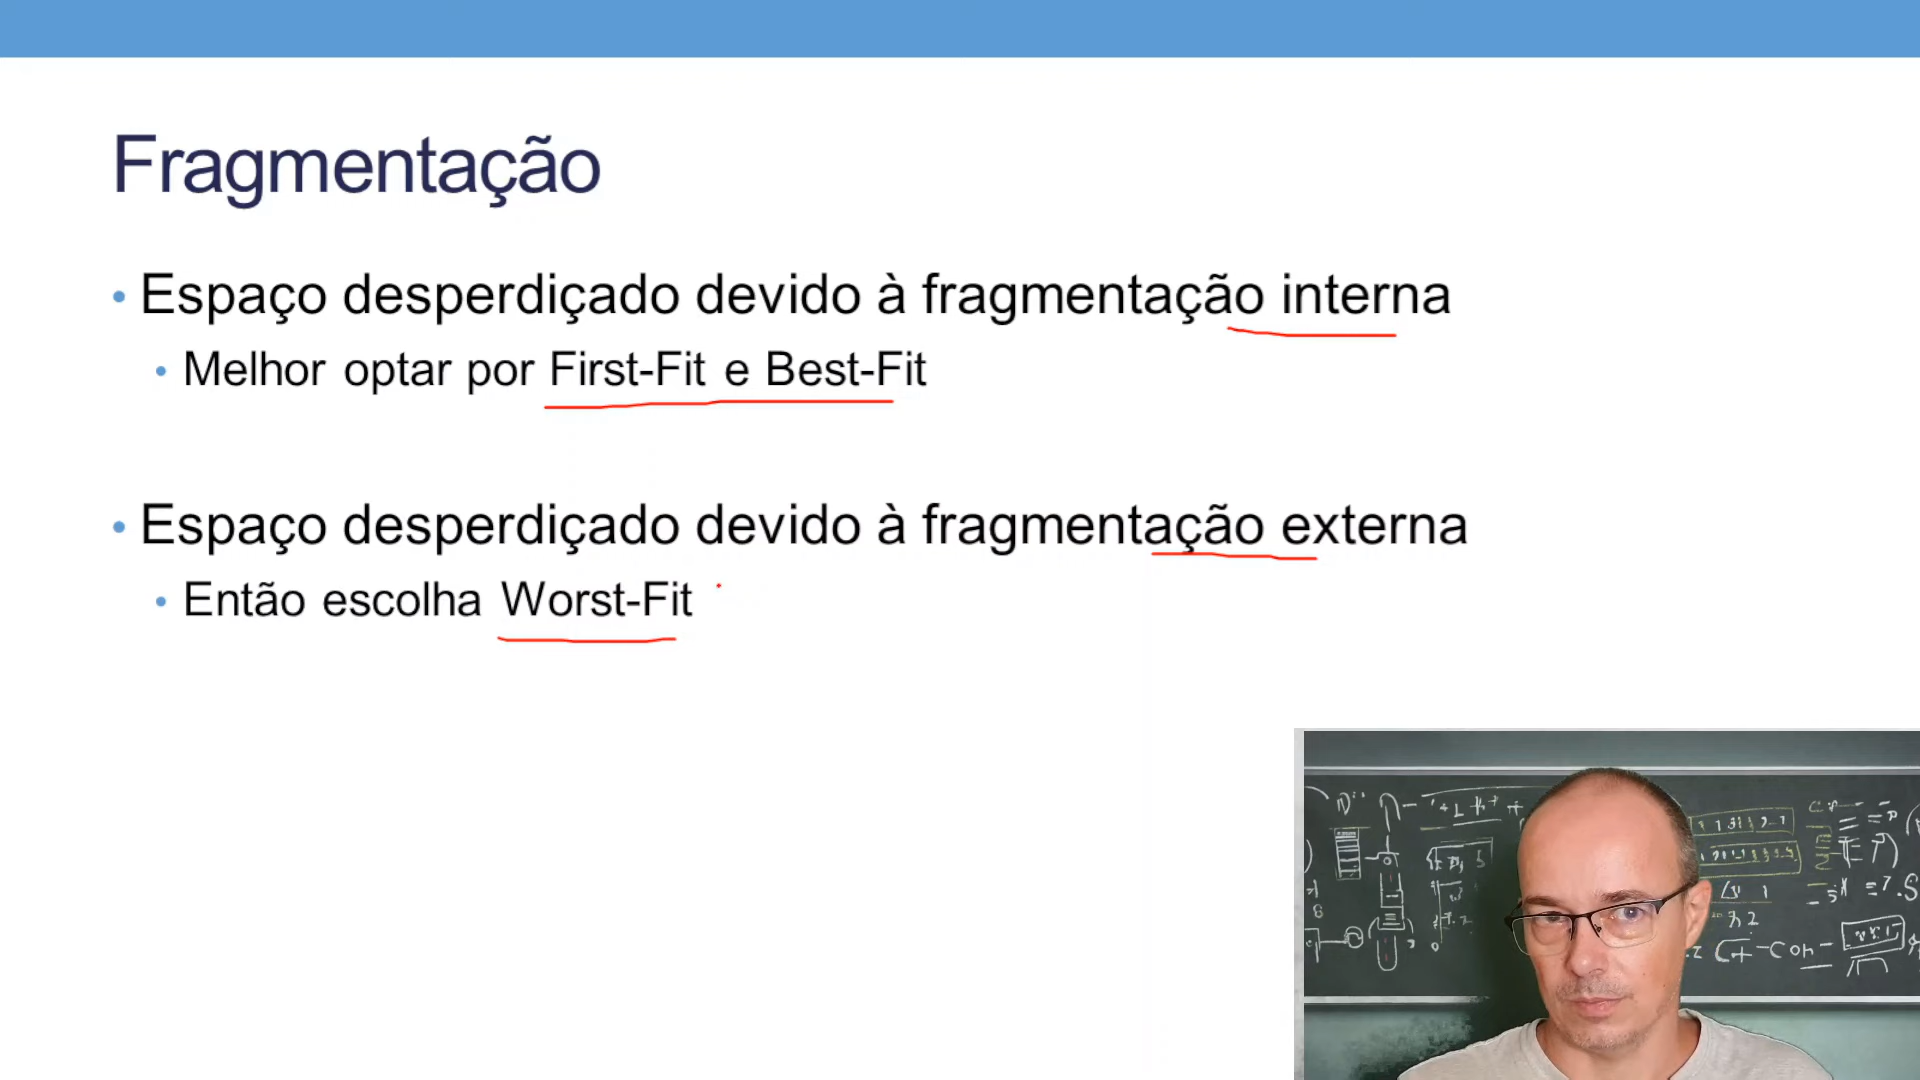 Fragmentação
• Espaço desperdiçado devido à fragmentação interna
• Melhor optar por First-Fit e Best-Fit
• Espaço desperdiçado devido à fragmentação externa
• Então escolha Worst-Fit